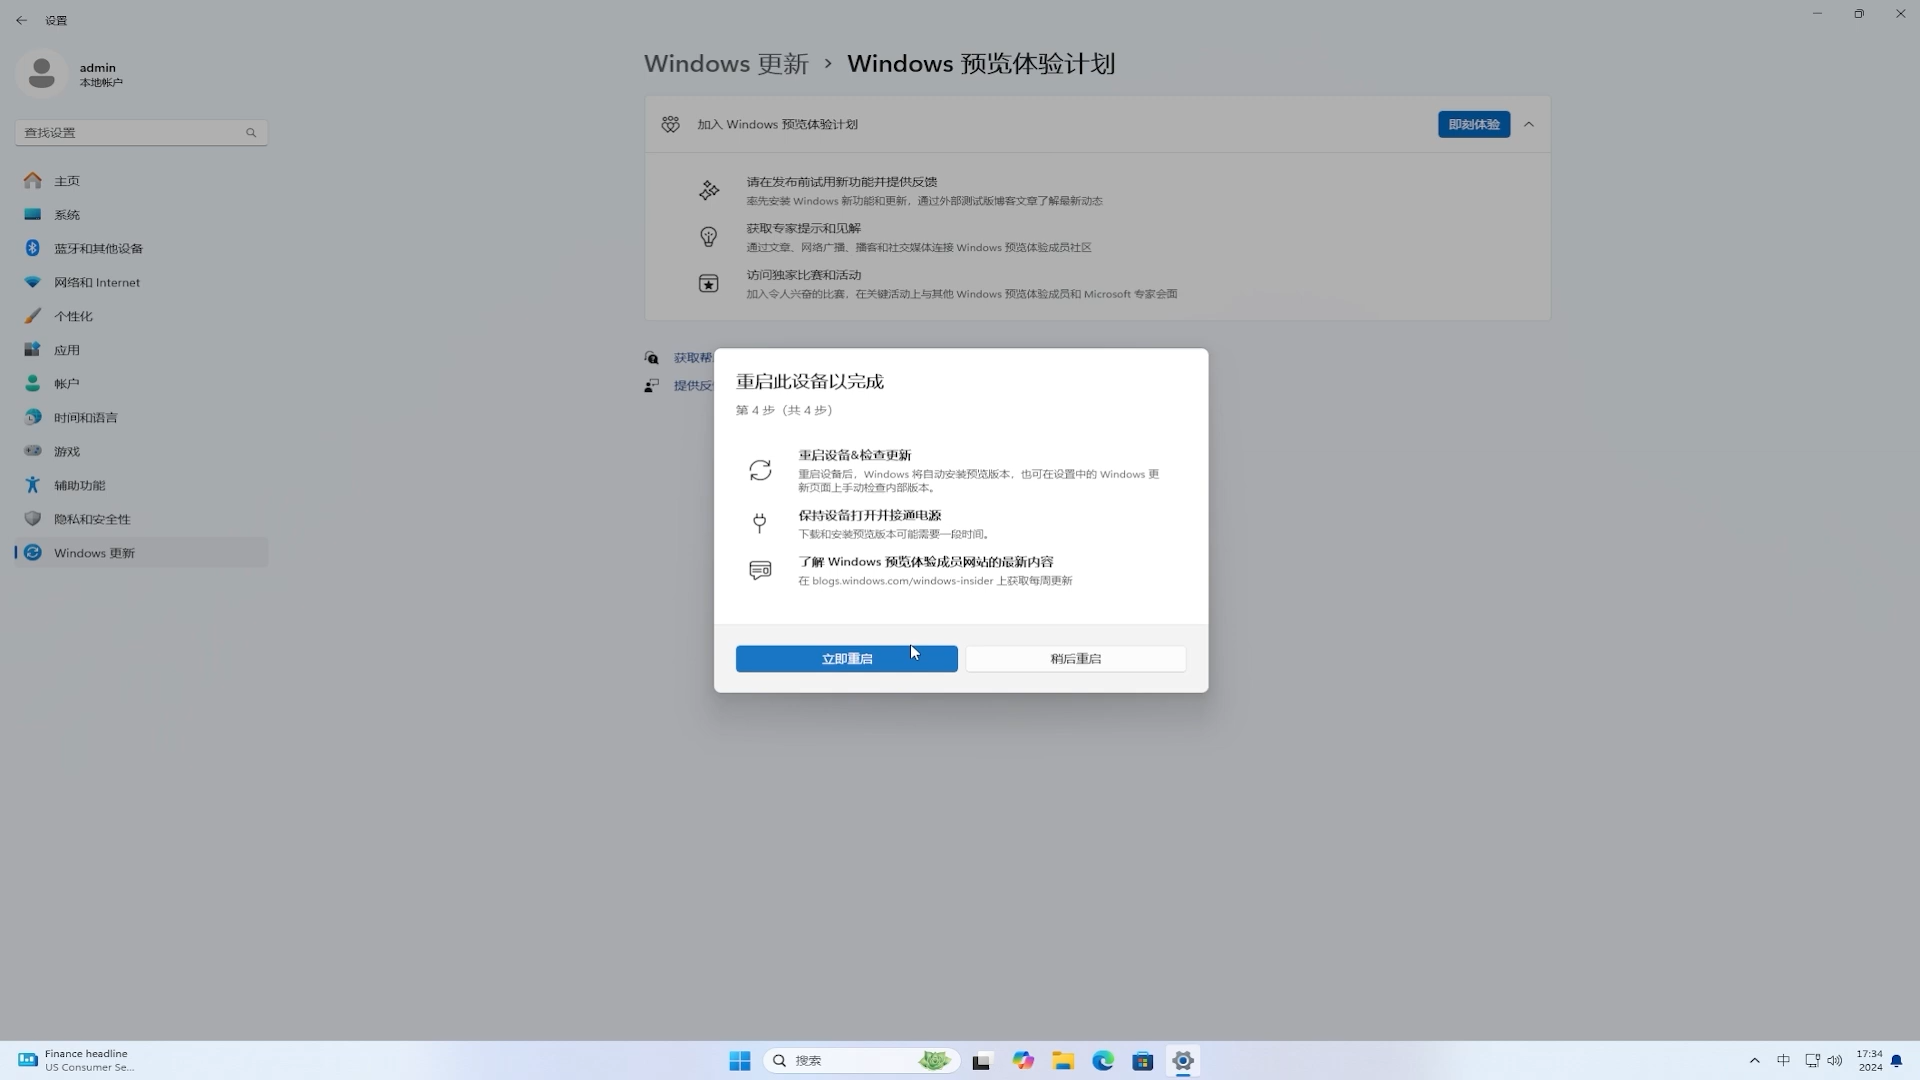 设置
admin
本地帐户
查找设置
主页
系统
蓝牙和其他设备
网络和 Internet
个性化
应用
帐户
时间和语言
游戏
辅助功能
隐私和安全性
Windows 更新
Windows 更新 › Windows 预览体验计划
加入 Windows 预览体验计划
即刻体验
请在发布前试用新功能并提供反馈
率先安装 Windows 新功能和更新，通过外部测试版博客文章了解最新动态
获取专家提示和见解
通过文章、网络广播、播客和社交媒体连接 Windows 预览体验成员社区
访问独家比赛和活动
加入令人兴奋的比赛，在关键活动上与其他 Windows 预览体验成员和 Microsoft 专家会面
获取帮
提供反
重启此设备以完成
第 4 步（共 4 步）
重启设备&检查更新
重启设备后，Windows 将自动安装预览版本，也可在设置中的 Windows 更
新页面上手动检查内部版本。
保持设备打开并接通电源
下载和安装预览版本可能需要一段时间。
了解 Windows 预览体验成员网站的最新内容
在 blogs.windows.com/windows-insider 上获取每周更新
立即重启
稍后重启
Finance headline
US Consumer Se...
搜索
中
17:34
2024